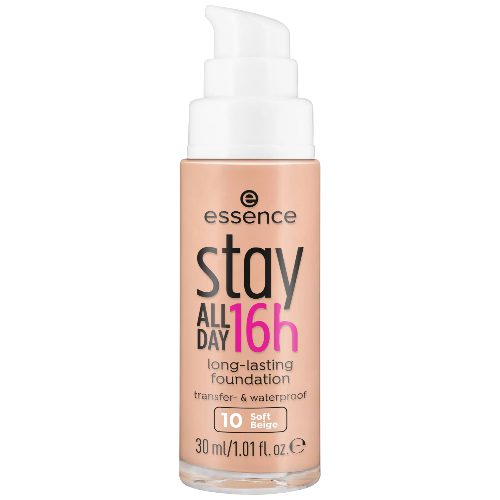 essence
stay
ALL DAY 16h
long-lasting
foundation
transfer- & waterproof
10 Soft Beige
30 ml/1.01 fl. oz.℮